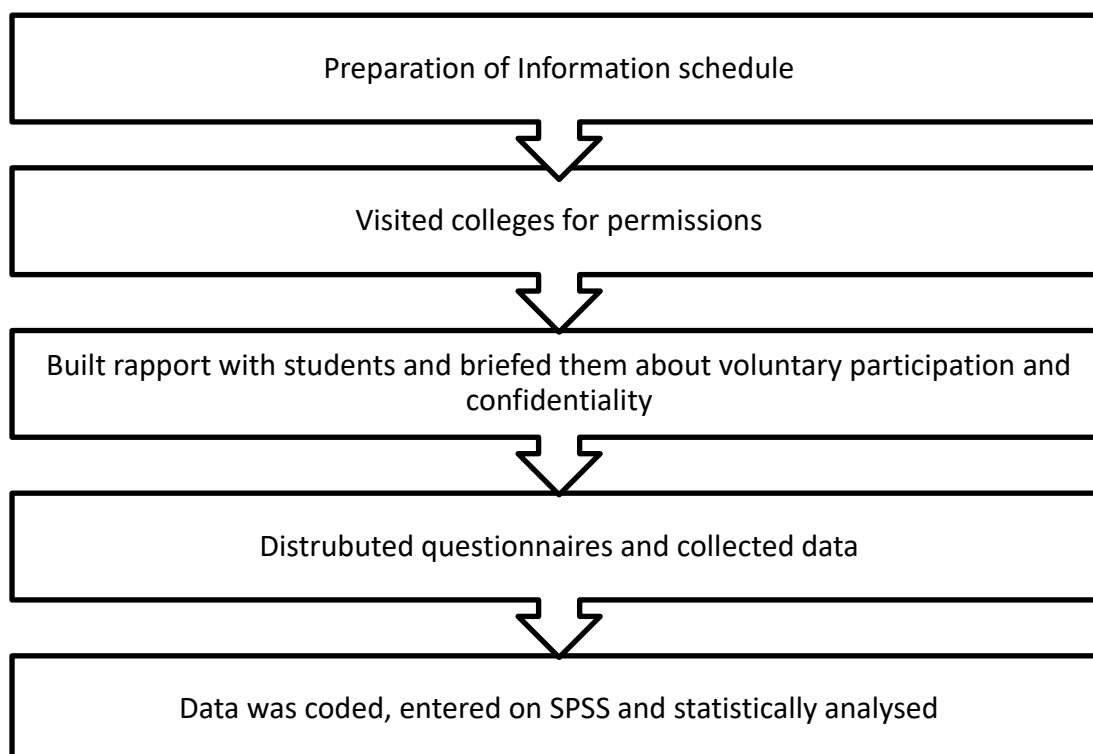 Preparation of Information schedule
Visited colleges for permissions
Built rapport with students and briefed them about voluntary participation and
confidentiality
Distrubuted questionnaires and collected data
Data was coded, entered on SPSS and statistically analysed